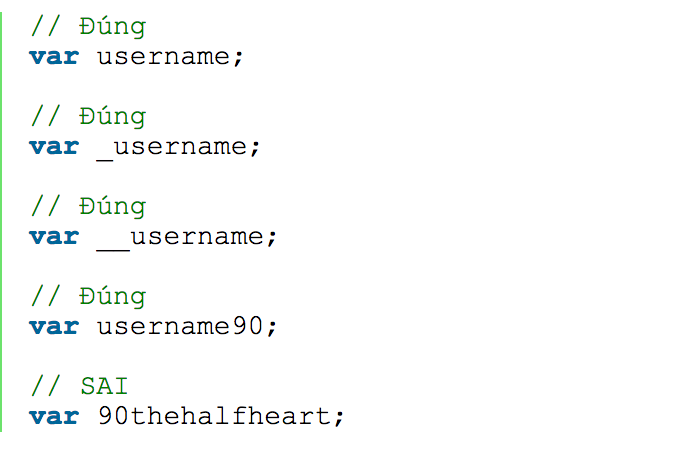 // Đúng
var username;
// Đúng
var _username;
// Đúng
var __username;
// Đúng
var username90;
// SAI
var 90thehalfheart;